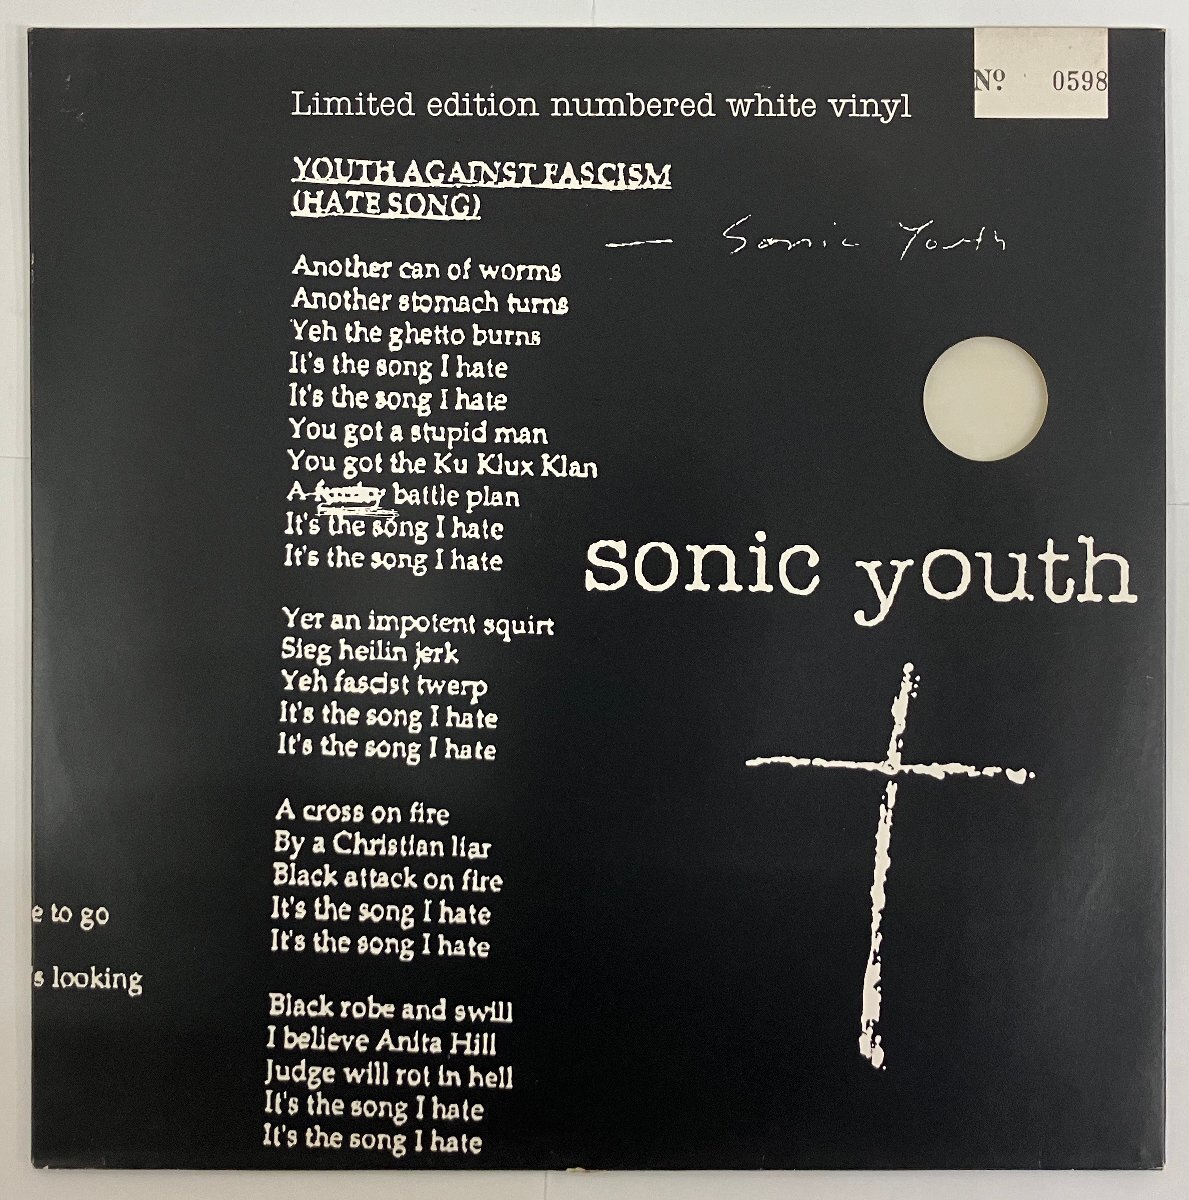 Nº 0598
Limited edition numbered white vinyl
YOUTH AGAINST FASCISM
(HATE SONG)
— Sonic Youth
Another can of worms
Another stomach turns
Yeh the ghetto burns
It's the song I hate
It's the song I hate
You got a stupid man
You got the Ku Klux Klan
A battle plan
It's the song I hate
It's the song I hate
sonic youth
Yer an impotent squirt
Sieg heilin jerk
Yeh fascist twerp
It's the song I hate
It's the song I hate
A cross on fire
By a Christian liar
Black attack on fire
It's the song I hate
It's the song I hate
e to go
s looking
Black robe and swill
I believe Anita Hill
Judge will rot in hell
It's the song I hate
It's the song I hate